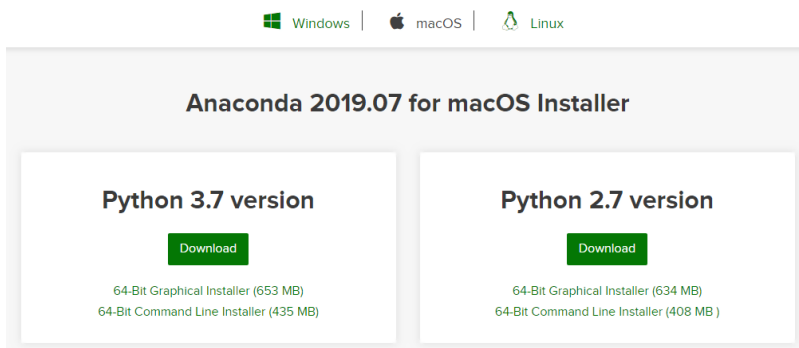 Windows macOS Linux
Anaconda 2019.07 for macOS Installer
Python 3.7 version
Download
64-Bit Graphical Installer (653 MB)
64-Bit Command Line Installer (435 MB)
Python 2.7 version
Download
64-Bit Graphical Installer (634 MB)
64-Bit Command Line Installer (408 MB )